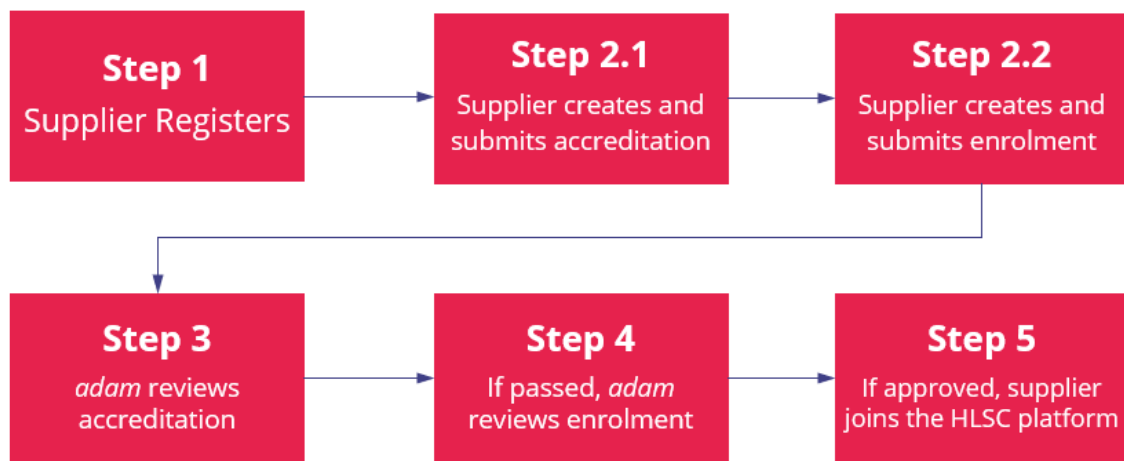 Step 1
Supplier Registers
Step 2.1
Supplier creates and
submits accreditation
Step 2.2
Supplier creates and
submits enrolment
Step 3
adam reviews
accreditation
Step 4
If passed, adam
reviews enrolment
Step 5
If approved, supplier
joins the HLSC platform